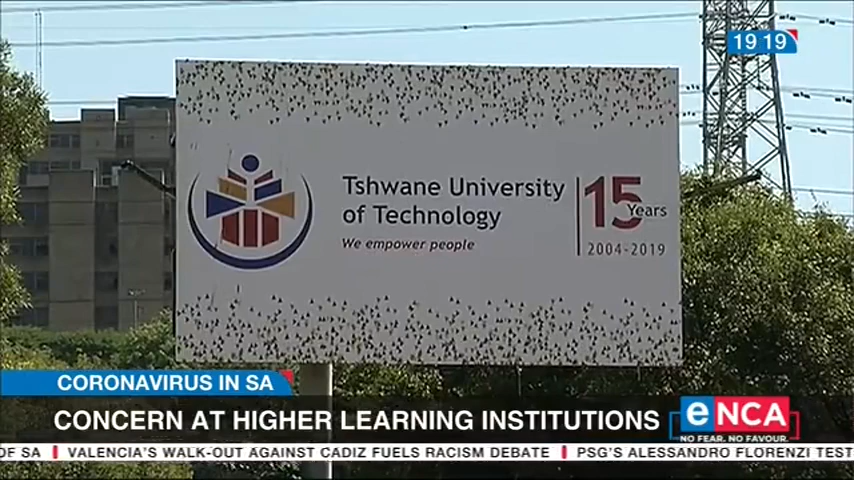 19 19
Tshwane University
of Technology
We empower people
15
Years
2004-2019
CORONAVIRUS IN SA
CONCERN AT HIGHER LEARNING INSTITUTIONS
eNCA
NO FEAR. NO FAVOUR.
OF SA | VALENCIA'S WALK-OUT AGAINST CADIZ FUELS RACISM DEBATE | PSG'S ALESSANDRO FLORENZI TEST